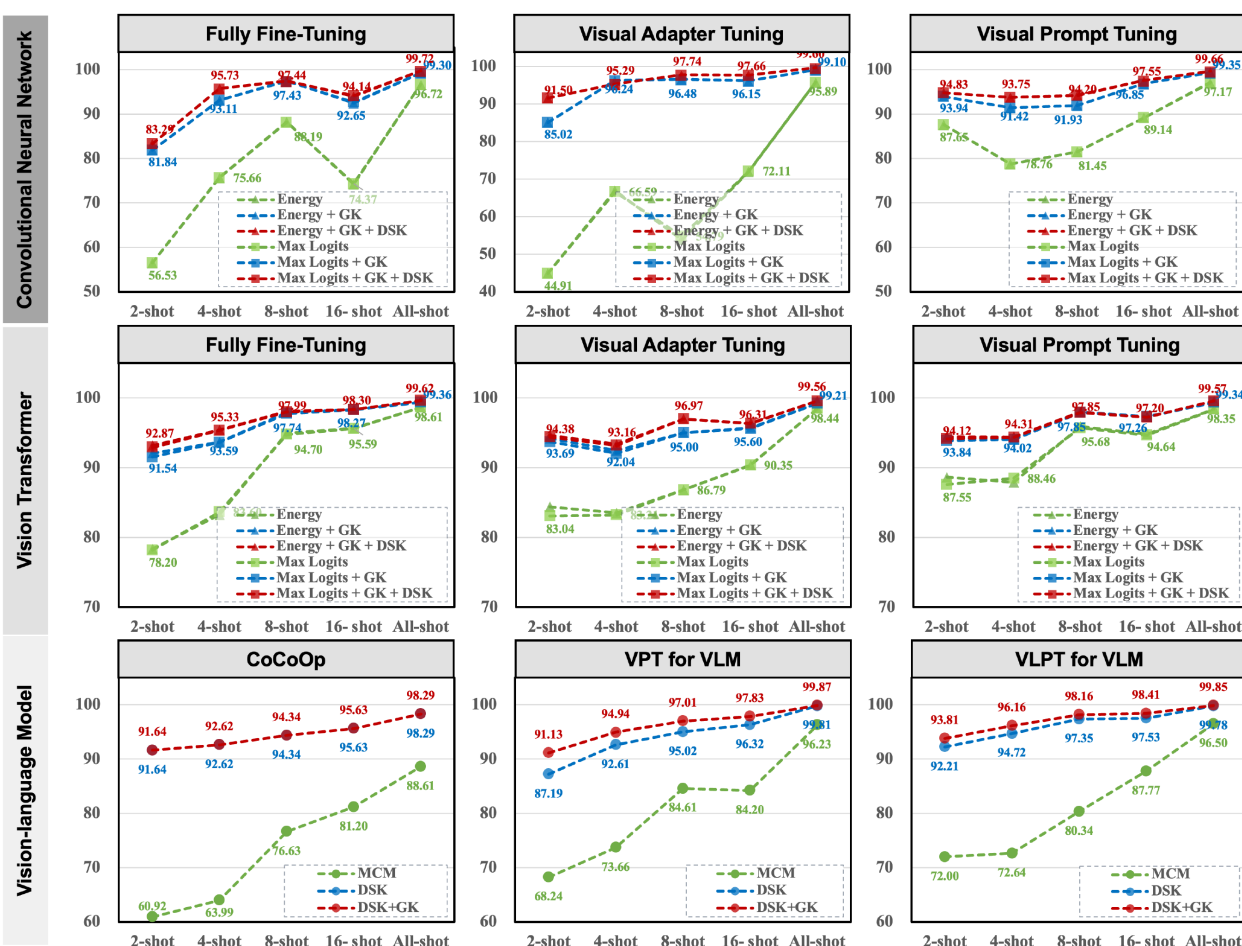 Convolutional Neural Network
Fully Fine-Tuning
100
90
80
70
60
50
83.29
95.73
97.44
94.14
99.72
99.30
81.84
93.11
97.43
92.65
96.72
56.53
75.66
88.19
74.37
Energy
Energy + GK
Energy + GK + DSK
Max Logits
Max Logits + GK
Max Logits + GK + DSK
2-shot 4-shot 8-shot 16- shot All-shot
Visual Adapter Tuning
100
90
80
70
60
50
40
91.50
95.29
97.74
97.66
99.60
99.10
85.02
96.24
96.48
96.15
95.89
44.91
66.59
72.11
Energy
Energy + GK
Energy + GK + DSK
Max Logits
Max Logits + GK
Max Logits + GK + DSK
2-shot 4-shot 8-shot 16- shot All-shot
Visual Prompt Tuning
100
90
80
70
60
50
94.83
93.75
94.20
97.55
99.66
99.35
93.94
91.42
91.93
96.85
97.17
87.65
78.76
81.45
89.14
Energy
Energy + GK
Energy + GK + DSK
Max Logits
Max Logits + GK
Max Logits + GK + DSK
2-shot 4-shot 8-shot 16- shot All-shot
Vision Transformer
Fully Fine-Tuning
100
90
80
70
92.87
95.33
97.99
98.30
99.62
99.36
91.54
93.59
97.74
98.27
98.61
78.20
94.70
95.59
Energy
Energy + GK
Energy + GK + DSK
Max Logits
Max Logits + GK
Max Logits + GK + DSK
2-shot 4-shot 8-shot 16- shot All-shot
Visual Adapter Tuning
100
90
80
70
94.38
93.16
96.97
96.31
99.56
99.21
93.69
92.04
95.00
95.60
98.44
83.04
86.79
90.35
Energy
Energy + GK
Energy + GK + DSK
Max Logits
Max Logits + GK
Max Logits + GK + DSK
2-shot 4-shot 8-shot 16- shot All-shot
Visual Prompt Tuning
100
90
80
70
94.12
94.31
97.85
97.20
99.57
99.34
93.84
94.02
97.85
97.26
98.35
87.55
88.46
95.68
94.64
Energy
Energy + GK
Energy + GK + DSK
Max Logits
Max Logits + GK
Max Logits + GK + DSK
2-shot 4-shot 8-shot 16- shot All-shot
Vision-language Model
CoCoOp
100
90
80
70
60
91.64
92.62
94.34
95.63
98.29
91.64
92.62
94.34
95.63
98.29
60.92
63.99
76.63
81.20
88.61
MCM
DSK
DSK+GK
2-shot 4-shot 8-shot 16- shot All-shot
VPT for VLM
100
90
80
70
60
91.13
94.94
97.01
97.83
99.87
87.19
92.61
95.02
96.32
99.81
68.24
73.66
84.61
84.20
96.23
MCM
DSK
DSK+GK
2-shot 4-shot 8-shot 16- shot All-shot
VLPT for VLM
100
90
80
70
60
93.81
96.16
98.16
98.41
99.85
92.21
94.72
97.35
97.53
99.78
72.00
72.64
80.34
87.77
96.50
MCM
DSK
DSK+GK
2-shot 4-shot 8-shot 16- shot All-shot